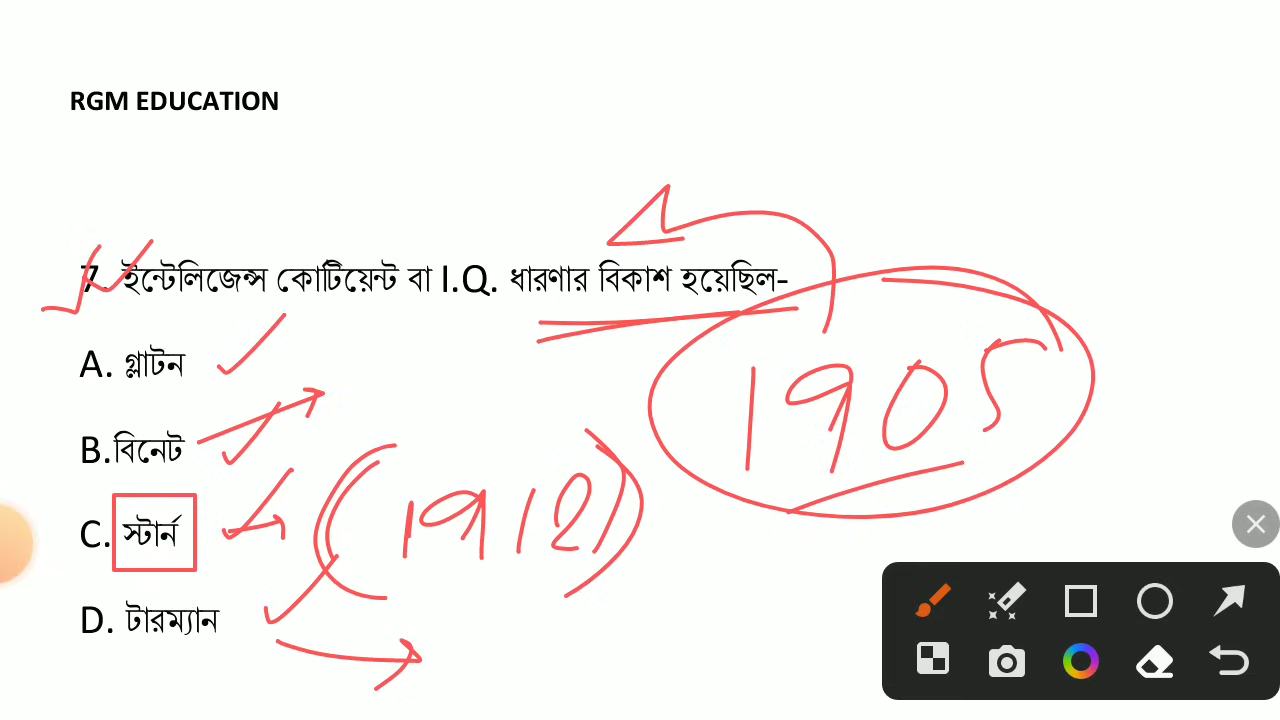 RGM EDUCATION
7. ইন্টেলিজেন্স কোটিয়েন্ট বা I.Q. ধারণার বিকাশ হয়েছিল-
A. গ্লাটন
1905
B.বিনেট
C. স্টার্ন (1912)
D. টারম্যান